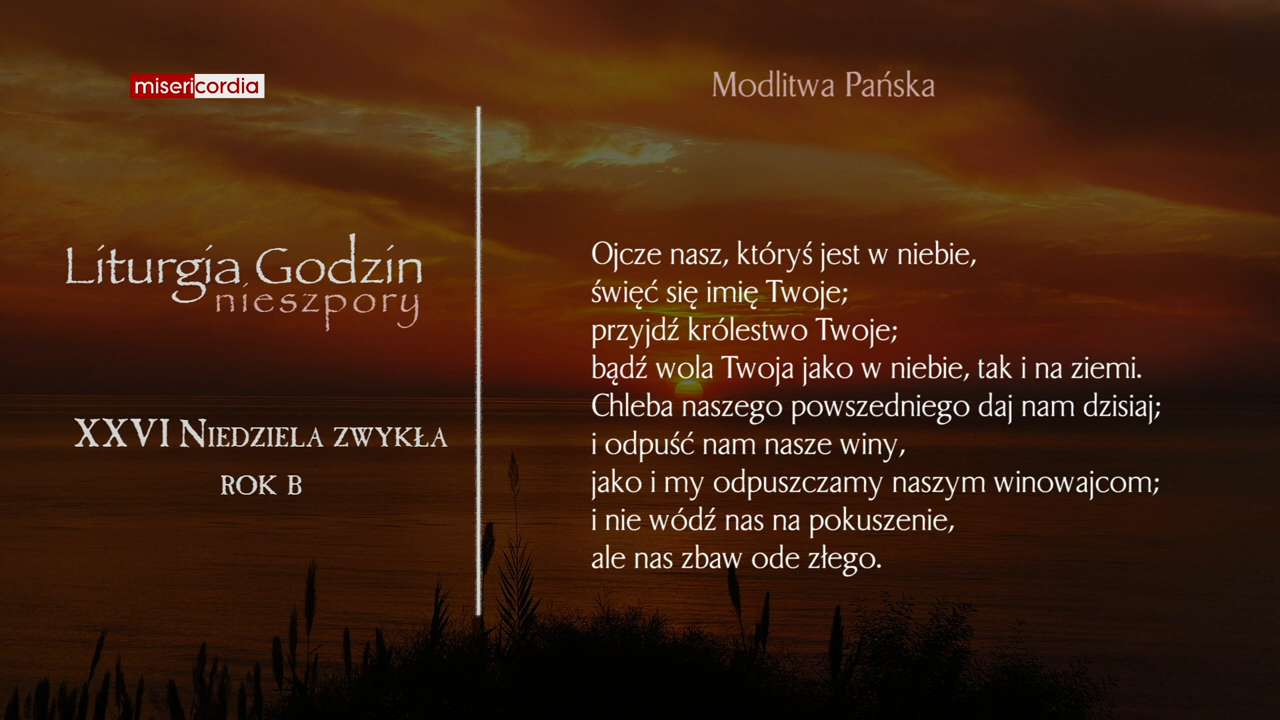 misericordia
Liturgia Godzin
nieszpory
XXVI Niedziela zwykła
rok B
Modlitwa Pańska
Ojcze nasz, któryś jest w niebie,
święć się imię Twoje;
przyjdź królestwo Twoje;
bądź wola Twoja jako w niebie, tak i na ziemi.
Chleba naszego powszedniego daj nam dzisiaj;
i odpuść nam nasze winy,
jako i my odpuszczamy naszym winowajcom;
i nie wódź nas na pokuszenie,
ale nas zbaw ode złego.